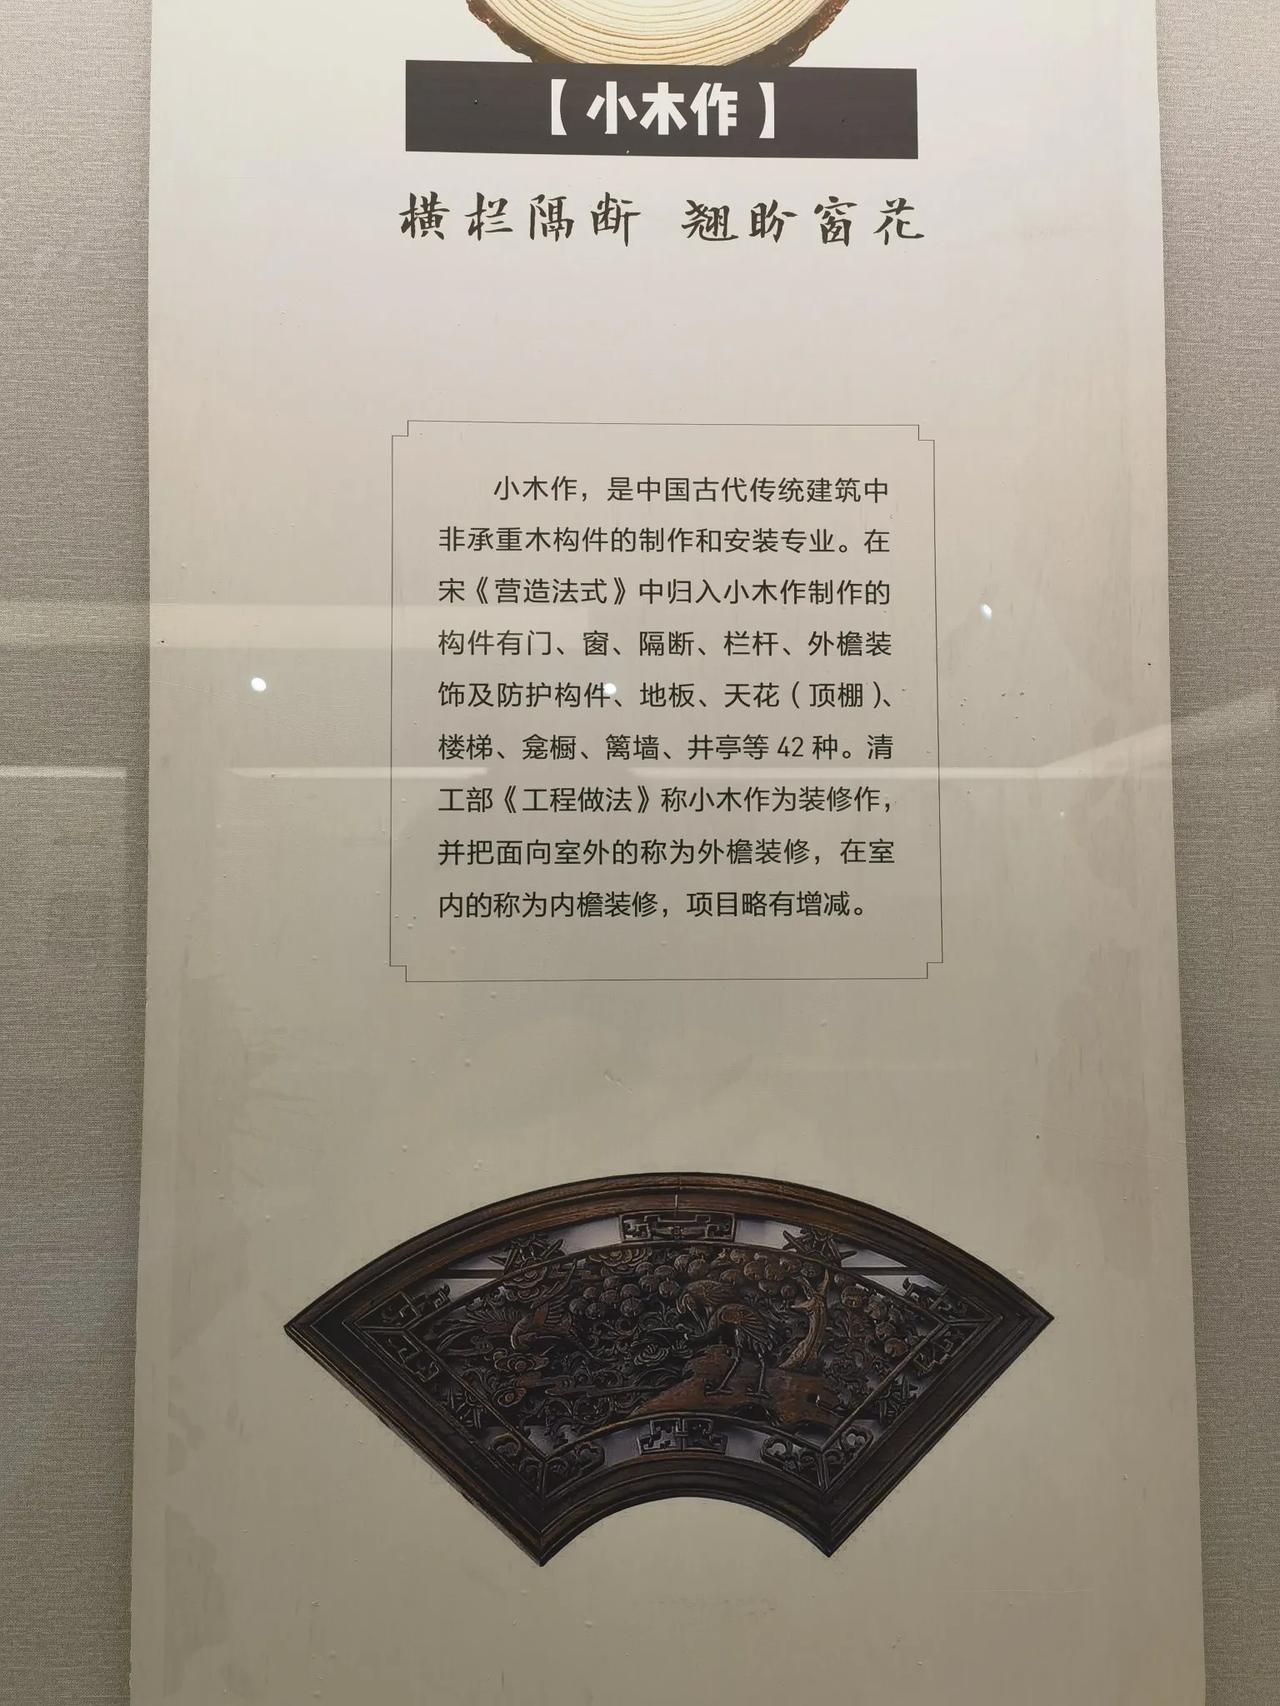 【小木作】
横栏隔断 翘盼窗花
小木作，是中国古代传统建筑中
非承重木构件的制作和安装专业。在
宋《营造法式》中归入小木作制作的
构件有门、窗、隔断、栏杆、外檐装
饰及防护构件、地板、天花（顶棚）、
楼梯、龛橱、篱墙、井亭等 42 种。清
工部《工程做法》称小木作为装修作，
并把面向室外的称为外檐装修，在室
内的称为内檐装修，项目略有增减。